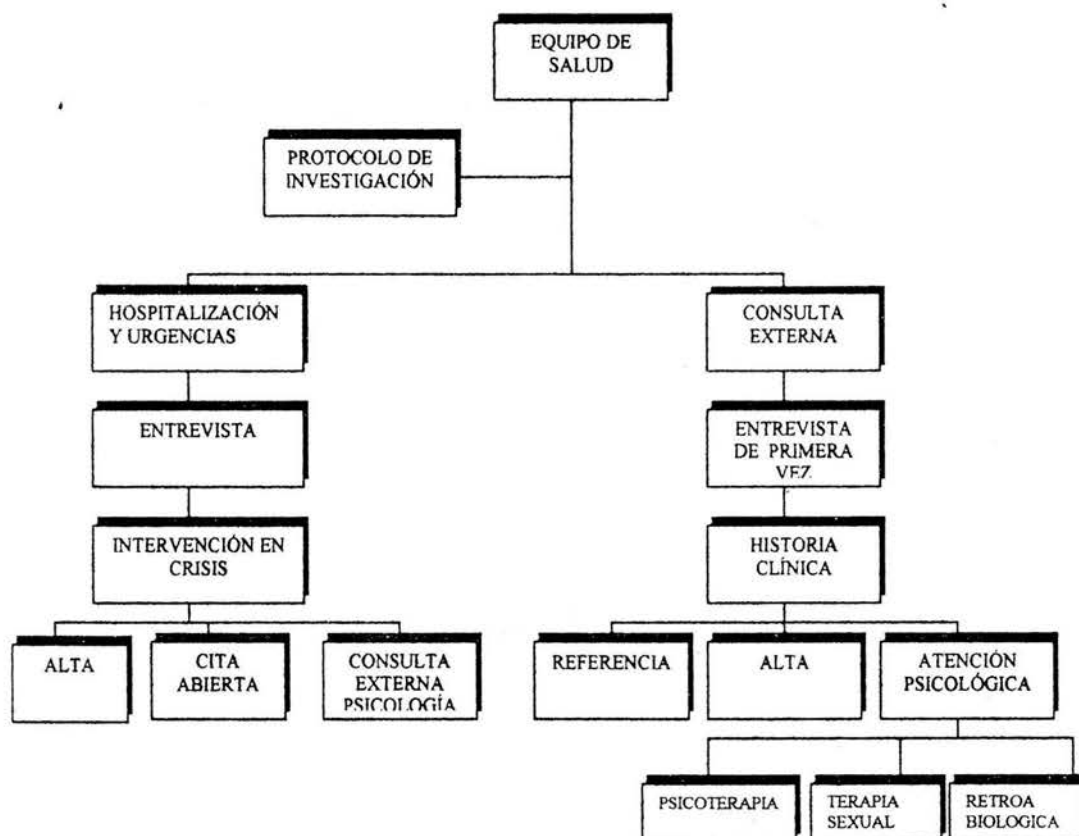 EQUIPO DE
SALUD
PROTOCOLO DE
INVESTIGACIÓN
HOSPITALIZACIÓN
Y URGENCIAS
CONSULTA
EXTERNA
ENTREVISTA
ENTREVISTA
DE PRIMERA
VEZ
INTERVENCIÓN EN
CRISIS
HISTORIA
CLÍNICA
ALTA
CITA
ABIERTA
CONSULTA
EXTERNA
PSICOLOGÍA
REFERENCIA
ALTA
ATENCIÓN
PSICOLÓGICA
PSICOTERAPIA
TERAPIA
SEXUAL
RETROA
BIOLOGICA